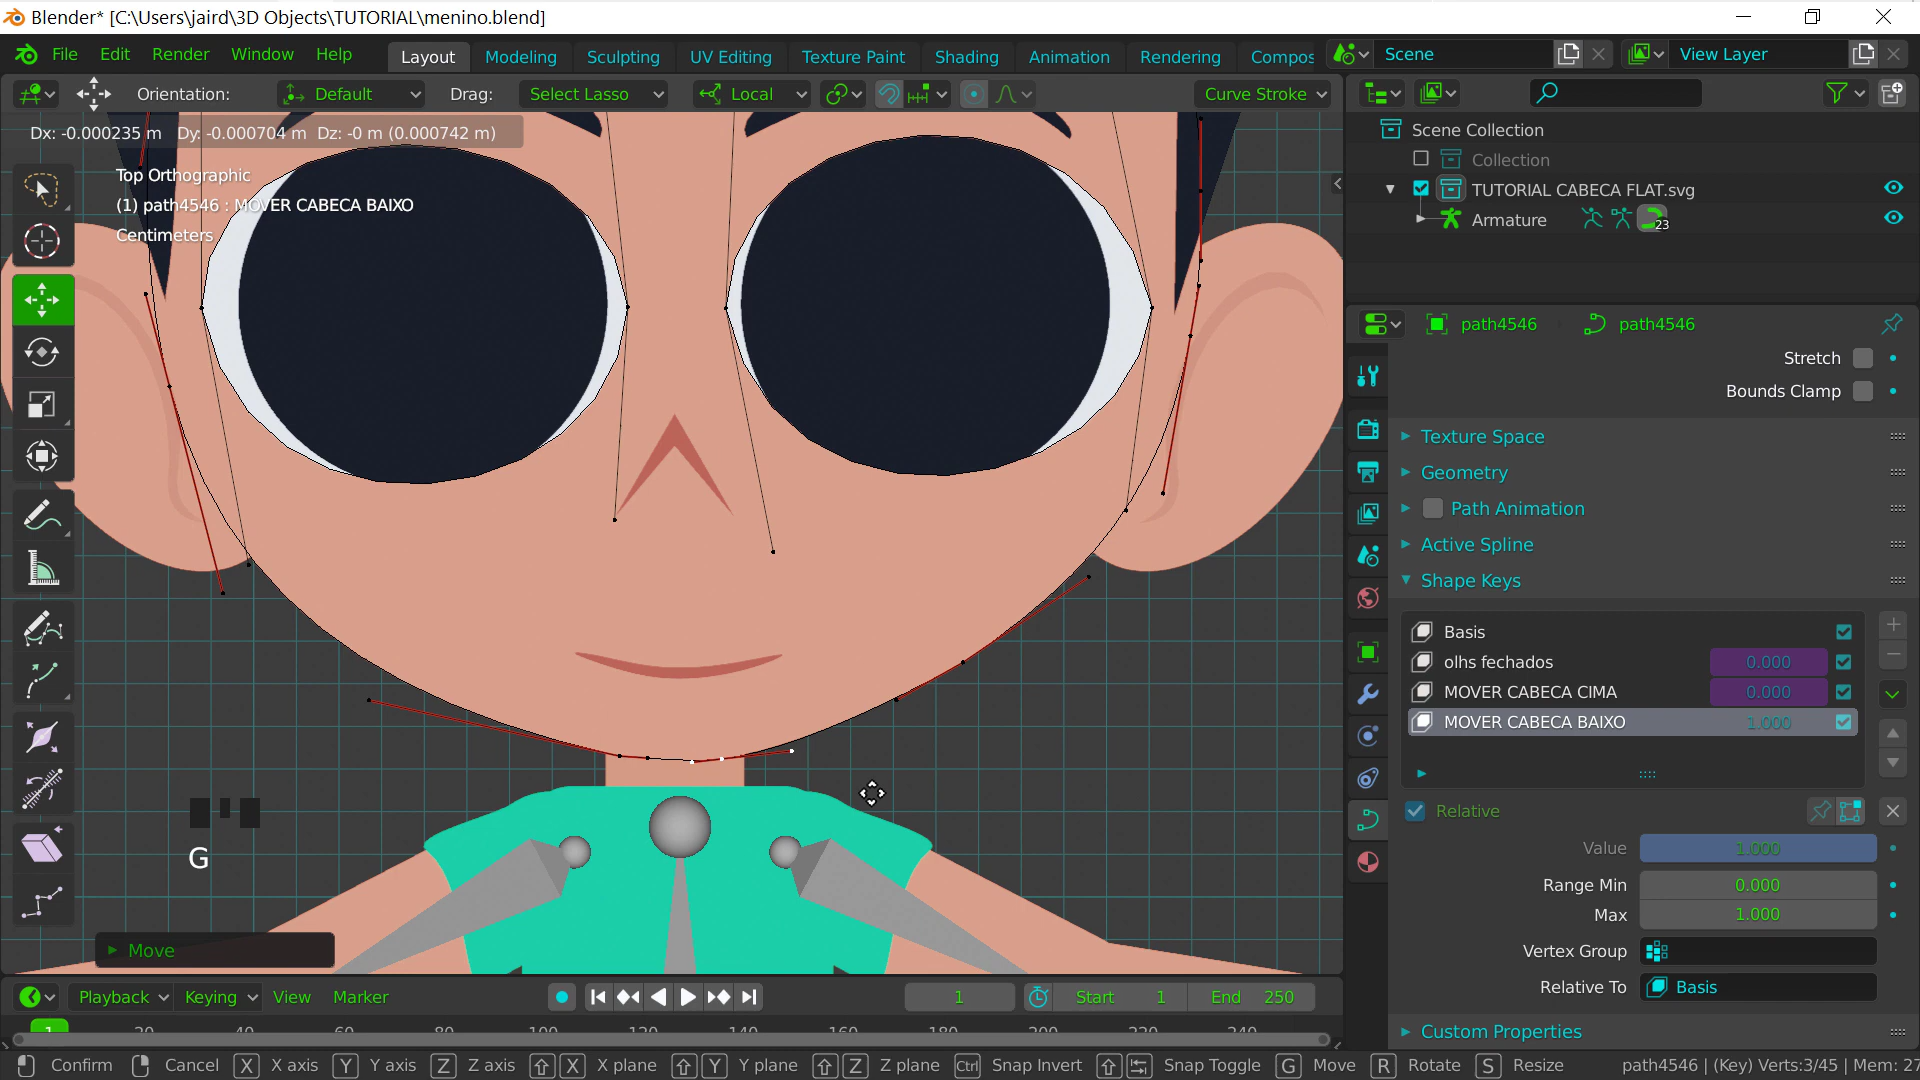 Blender* [C:\Users\jaird\3D Objects\TUTORIAL\menino.blend]
File Edit Render Window Help Layout Modeling Sculpting UV Editing Texture Paint Shading Animation Rendering Compos Scene View Layer
Orientation: Default Drag: Select Lasso Local Curve Stroke
Dx: -0.000235 m Dy: -0.000704 m Dz: -0 m (0.000742 m)
Top Orthographic
(1) path4546 : MOVER CABECA BAIXO
Centimeters
G
Move
Scene Collection
Collection
TUTORIAL CABECA FLAT.svg
Armature 23
path4546 path4546
Stretch
Bounds Clamp
Texture Space
Geometry
Path Animation
Active Spline
Shape Keys
Basis
olhs fechados 0.000
MOVER CABECA CIMA 0.000
MOVER CABECA BAIXO 1.000
Relative
Value 1.000
Range Min 0.000
Max 1.000
Vertex Group
Relative To Basis
Custom Properties
Playback Keying View Marker 1 Start 1 End 250
1 20 40 60 80 100 120 140 160 180 200 220 240
Confirm Cancel X X axis Y Y axis Z Z axis X X plane Y Y plane Z Z plane Ctrl Snap Invert Snap Toggle G Move R Rotate S Resize path4546 | (Key) Verts:3/45 | Mem: 27